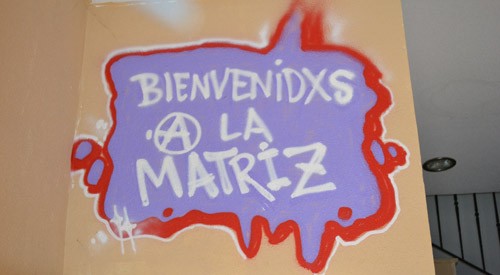 BIENVENIDXS
A LA
MATRIZ